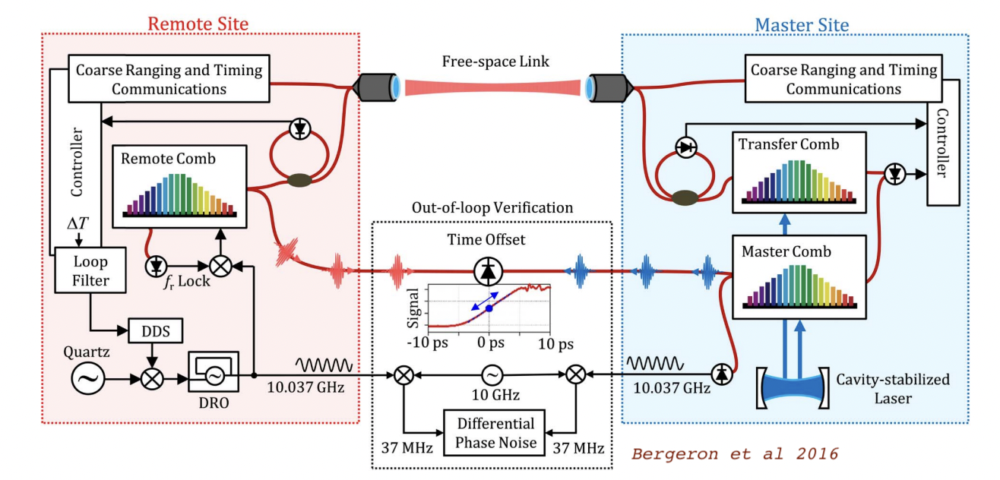 Remote Site
Master Site
Free-space Link
Coarse Ranging and Timing
Communications
Coarse Ranging and Timing
Communications
Controller
Controller
Remote Comb
Transfer Comb
Master Comb
Out-of-loop Verification
Time Offset
ΔT
Loop
Filter
fr Lock
Signal
-10 ps
0 ps
10 ps
DDS
Quartz
DRO
10.037 GHz
10 GHz
10.037 GHz
Cavity-stabilized
Laser
Differential
Phase Noise
37 MHz
37 MHz
Bergeron et al 2016